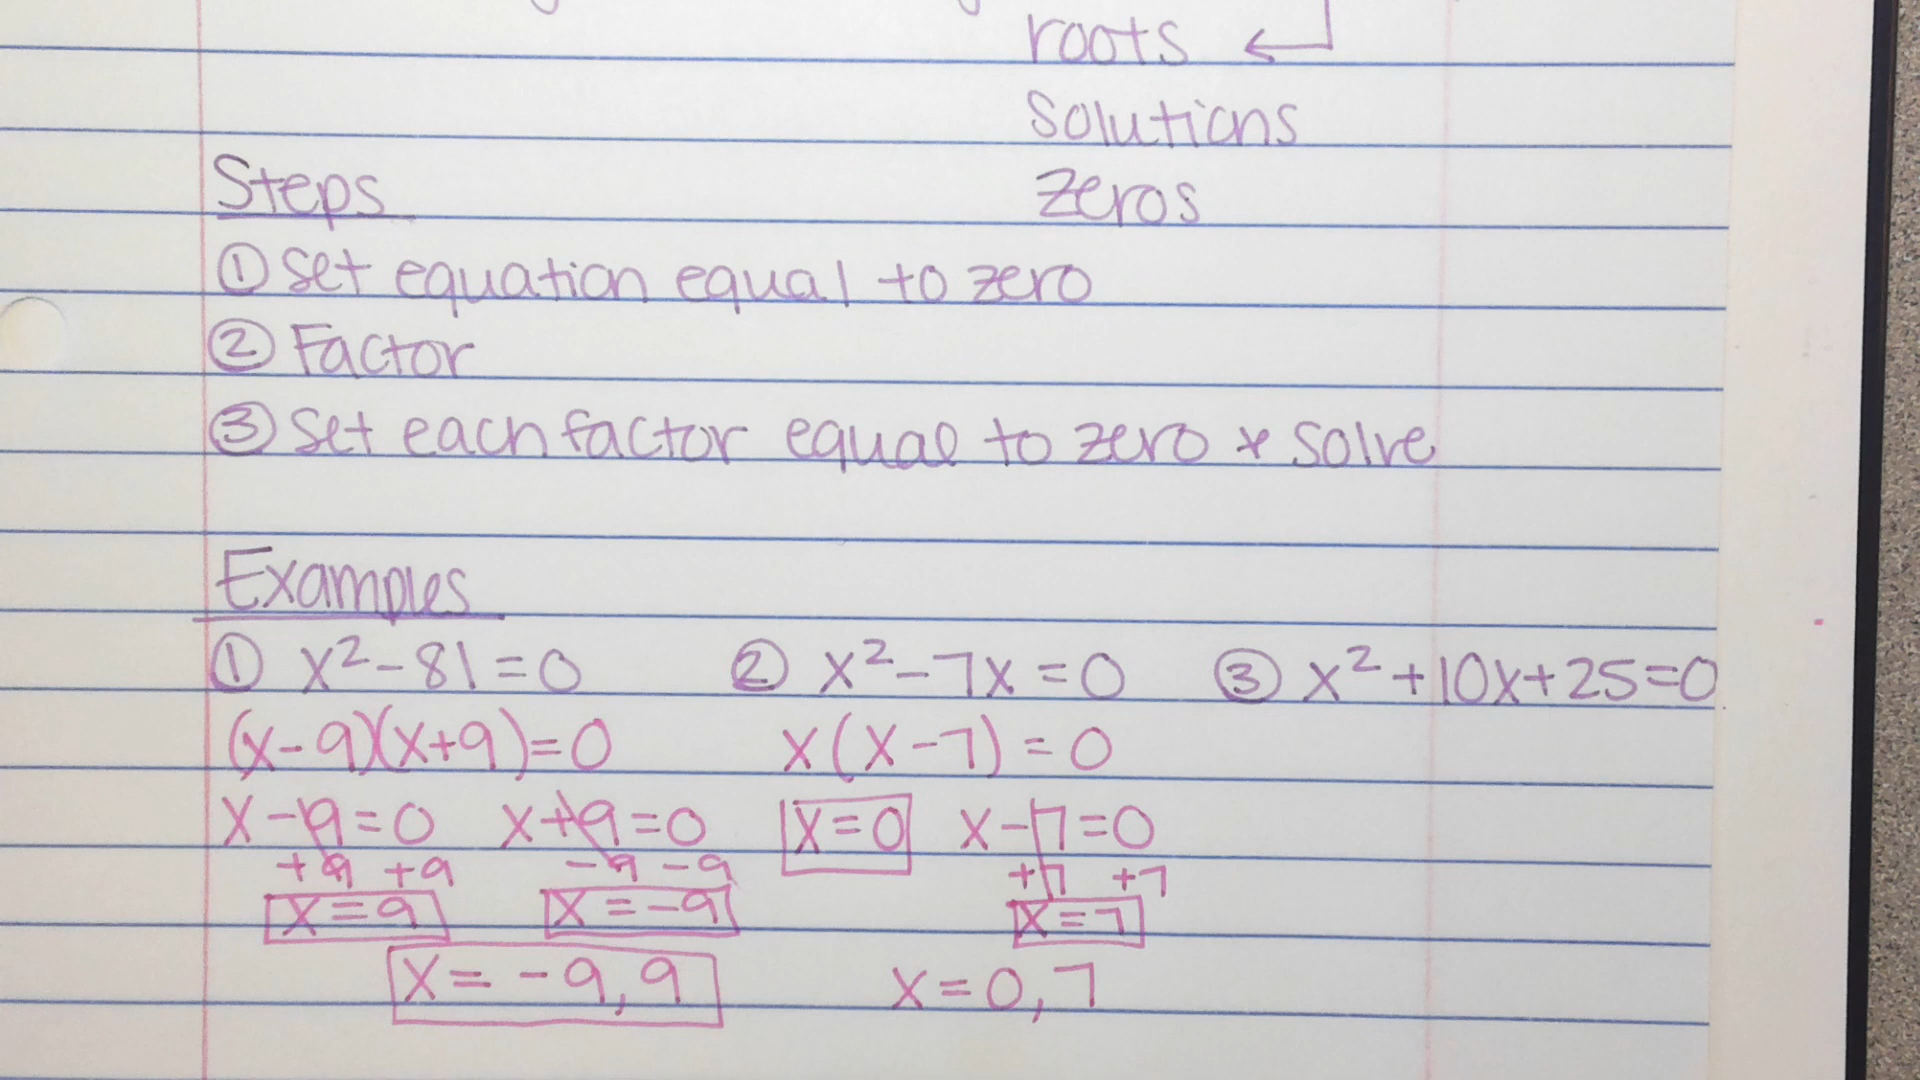 roots ←
Solutions
Steps
zeros
① Set equation equal to zero
② Factor
③ Set each factor equal to zero & solve
Examples
① x²-81=0 ② x²-7x=0 ③ x²+10x+25=0
(x-9)(x+9)=0 x(x-7)=0
x-9=0 x+9=0 x=0 x-7=0
+9 +9 -9 -9 +7 +7
x=9 x=-9 x=7
x=-9,9 x=0,7